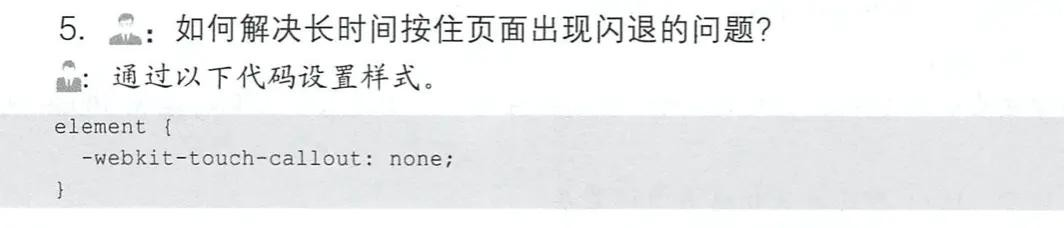 5. ：如何解决长时间按住页面出现闪退的问题？
：通过以下代码设置样式。
element {
  -webkit-touch-callout: none;
}